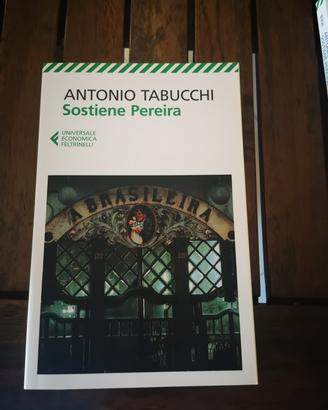 ANTONIO TABUCCHI
Sostiene Pereira
UNIVERSALE
ECONOMICA
FELTRINELLI
A BRASILEIRA